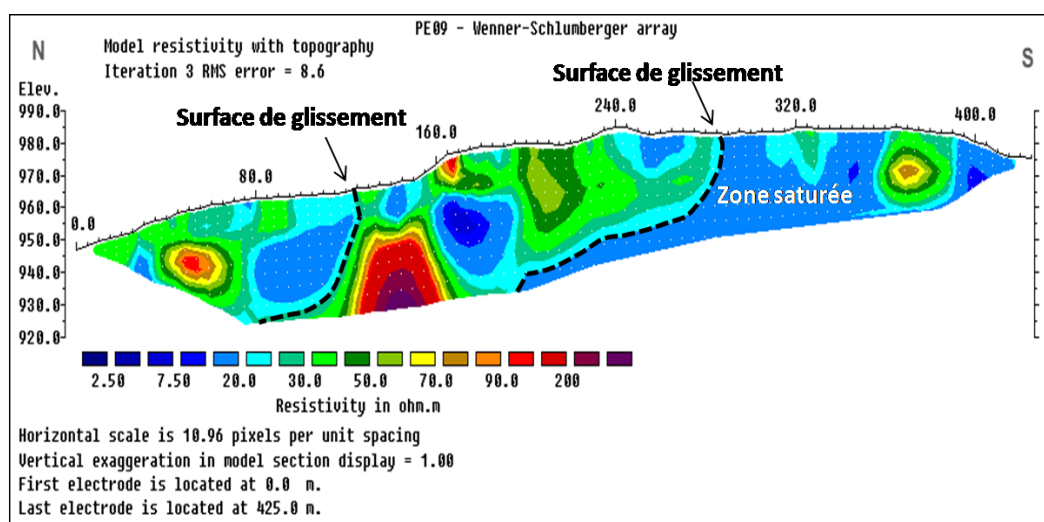 PE09 - Wenner-Schlumberger array
N
S
Model resistivity with topography
Iteration 3 RMS error = 8.6
Elev.
990.0
980.0
970.0
960.0
950.0
940.0
930.0
920.0
Surface de glissement
Surface de glissement
0.0
80.0
160.0
240.0
320.0
400.0
Zone saturée
2.50 7.50 20.0 30.0 50.0 70.0 90.0 200
Resistivity in ohm.m
Horizontal scale is 10.96 pixels per unit spacing
Vertical exaggeration in model section display = 1.00
First electrode is located at 0.0 m.
Last electrode is located at 425.0 m.